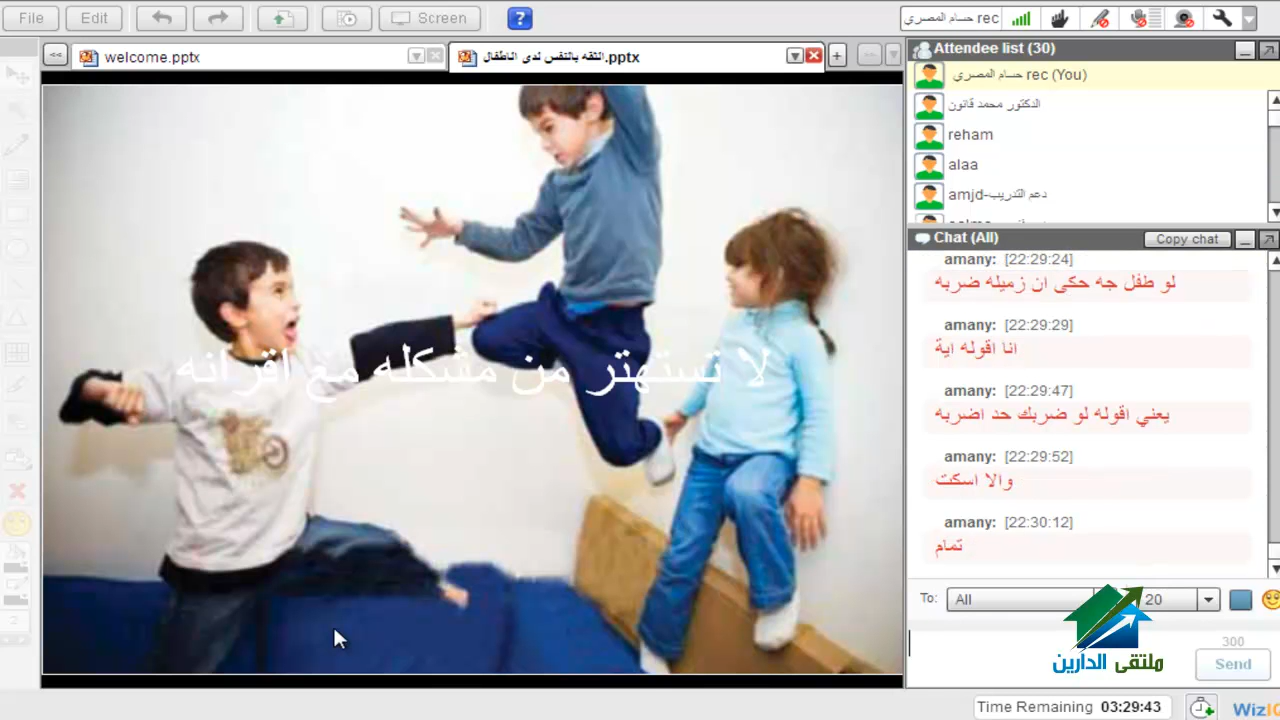 File Edit Screen ? حسام المصري rec
<< welcome.pptx الثقه بالنفس لدى الاطفال.pptx +
Attendee list (30)
حسام المصري rec (You)
الدكتور محمد قانون
reham
alaa
amjd-دعم التدريب
لا تستهتر من مشكله مع اقرانه
Chat (All) Copy chat
amany: [22:29:24]
لو طفل جه حكى ان زميله ضربه
amany: [22:29:29]
انا اقوله اية
amany: [22:29:47]
يعني اقوله لو ضربك حد اضربه
amany: [22:29:52]
والا اسكت
amany: [22:30:12]
تمام
To: All 20
300
Send
ملتقى الدارين
Time Remaining 03:29:43